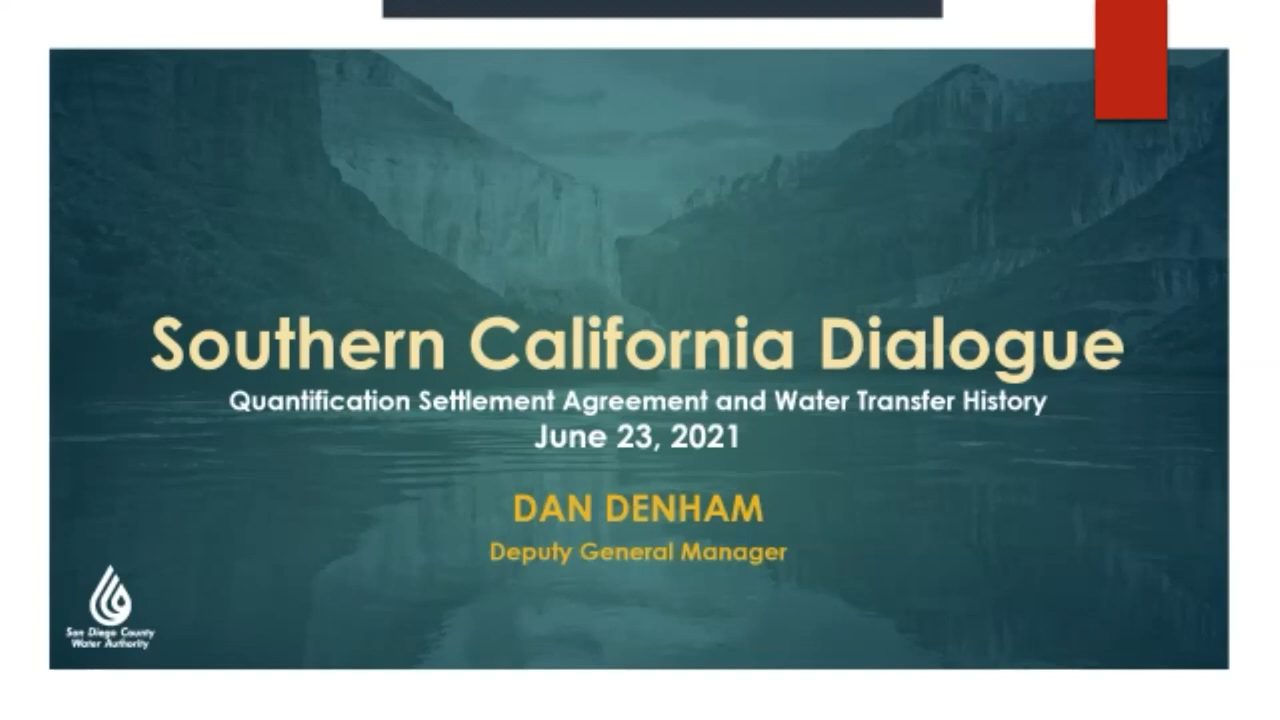 Southern California Dialogue
Quantification Settlement Agreement and Water Transfer History
June 23, 2021
DAN DENHAM
Deputy General Manager
San Diego County
Water Authority